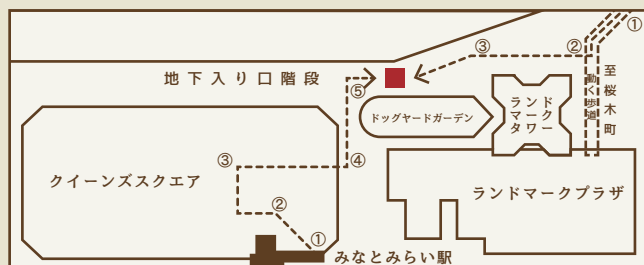 ①
②
③
至桜木町
動く歩道
地下入り口階段
⑤
ランド
マーク
タワー
ドッグヤードガーデン
③
④
クイーンズスクエア
ランドマークプラザ
②
①
みなとみらい駅